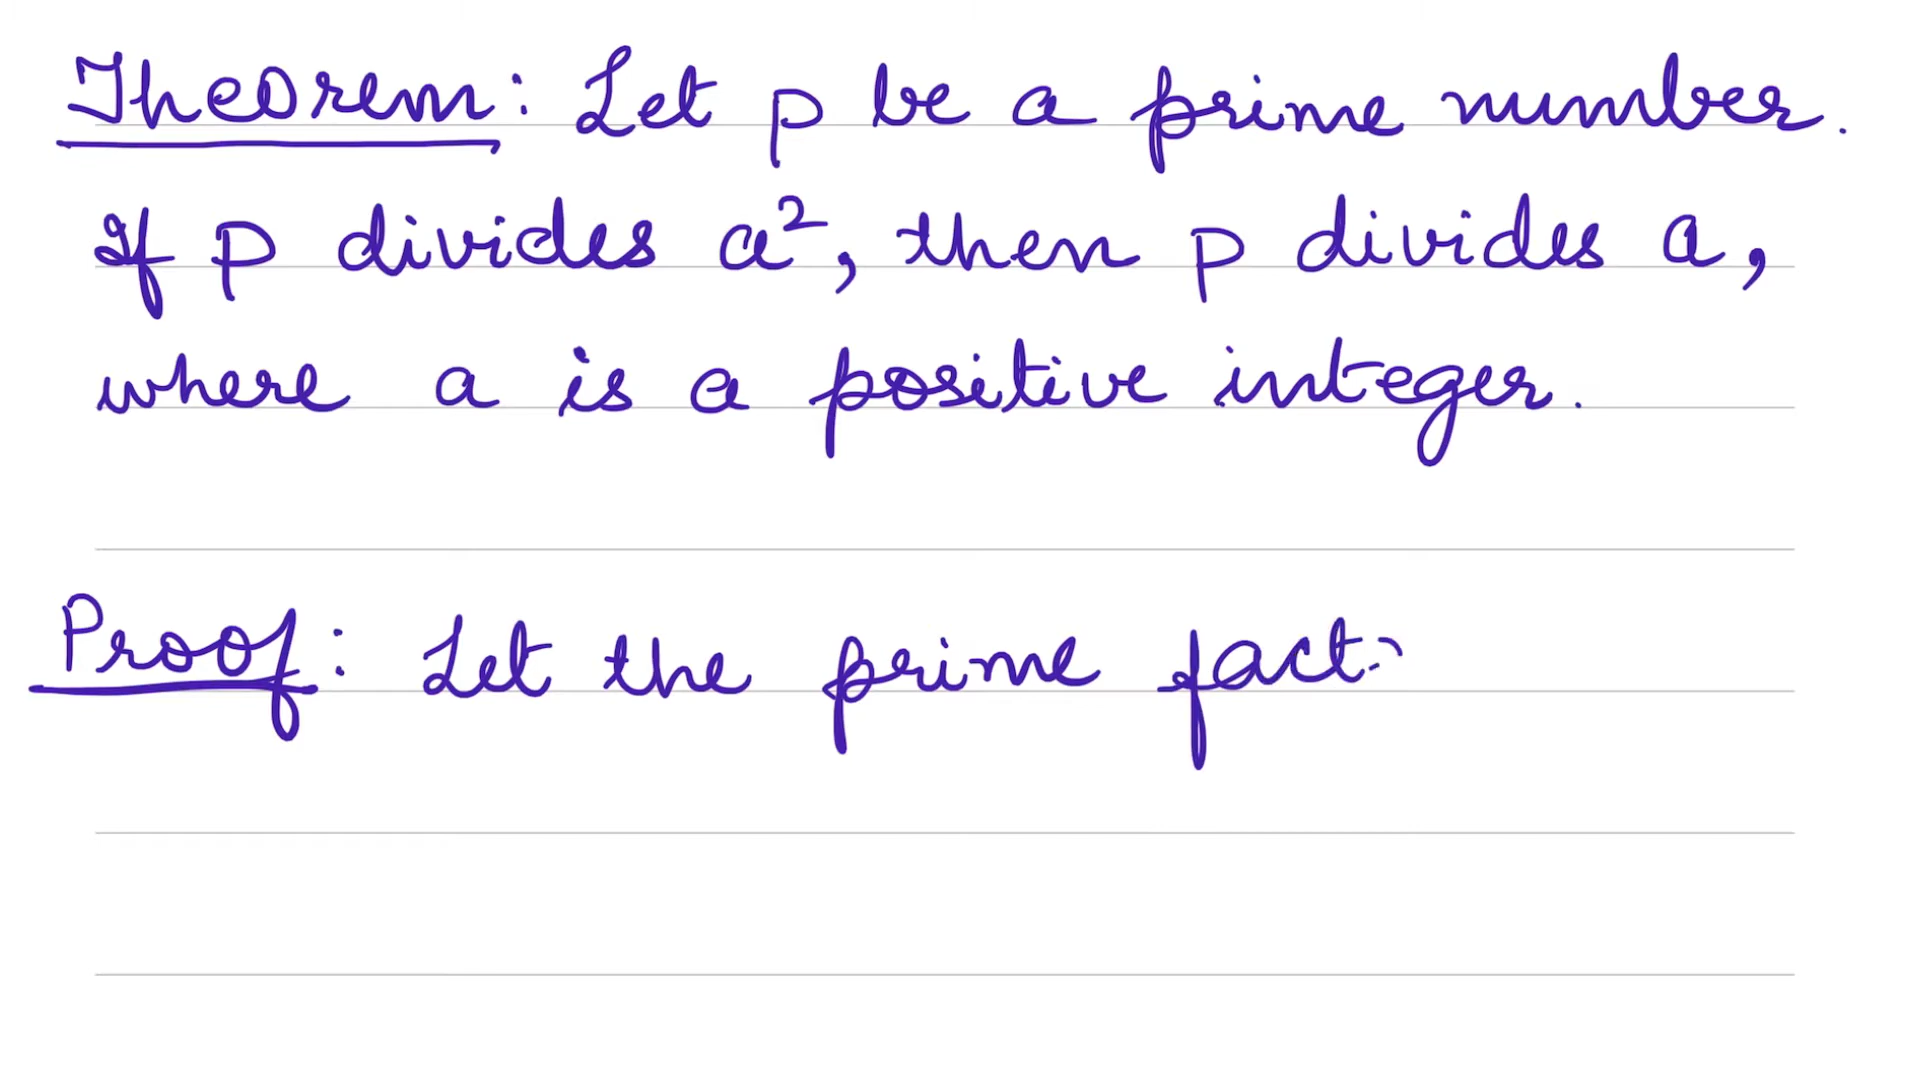 Theorem: Let p be a prime number.
If p divides a², then p divides a,
where a is a positive integer.
Proof: Let the prime fact